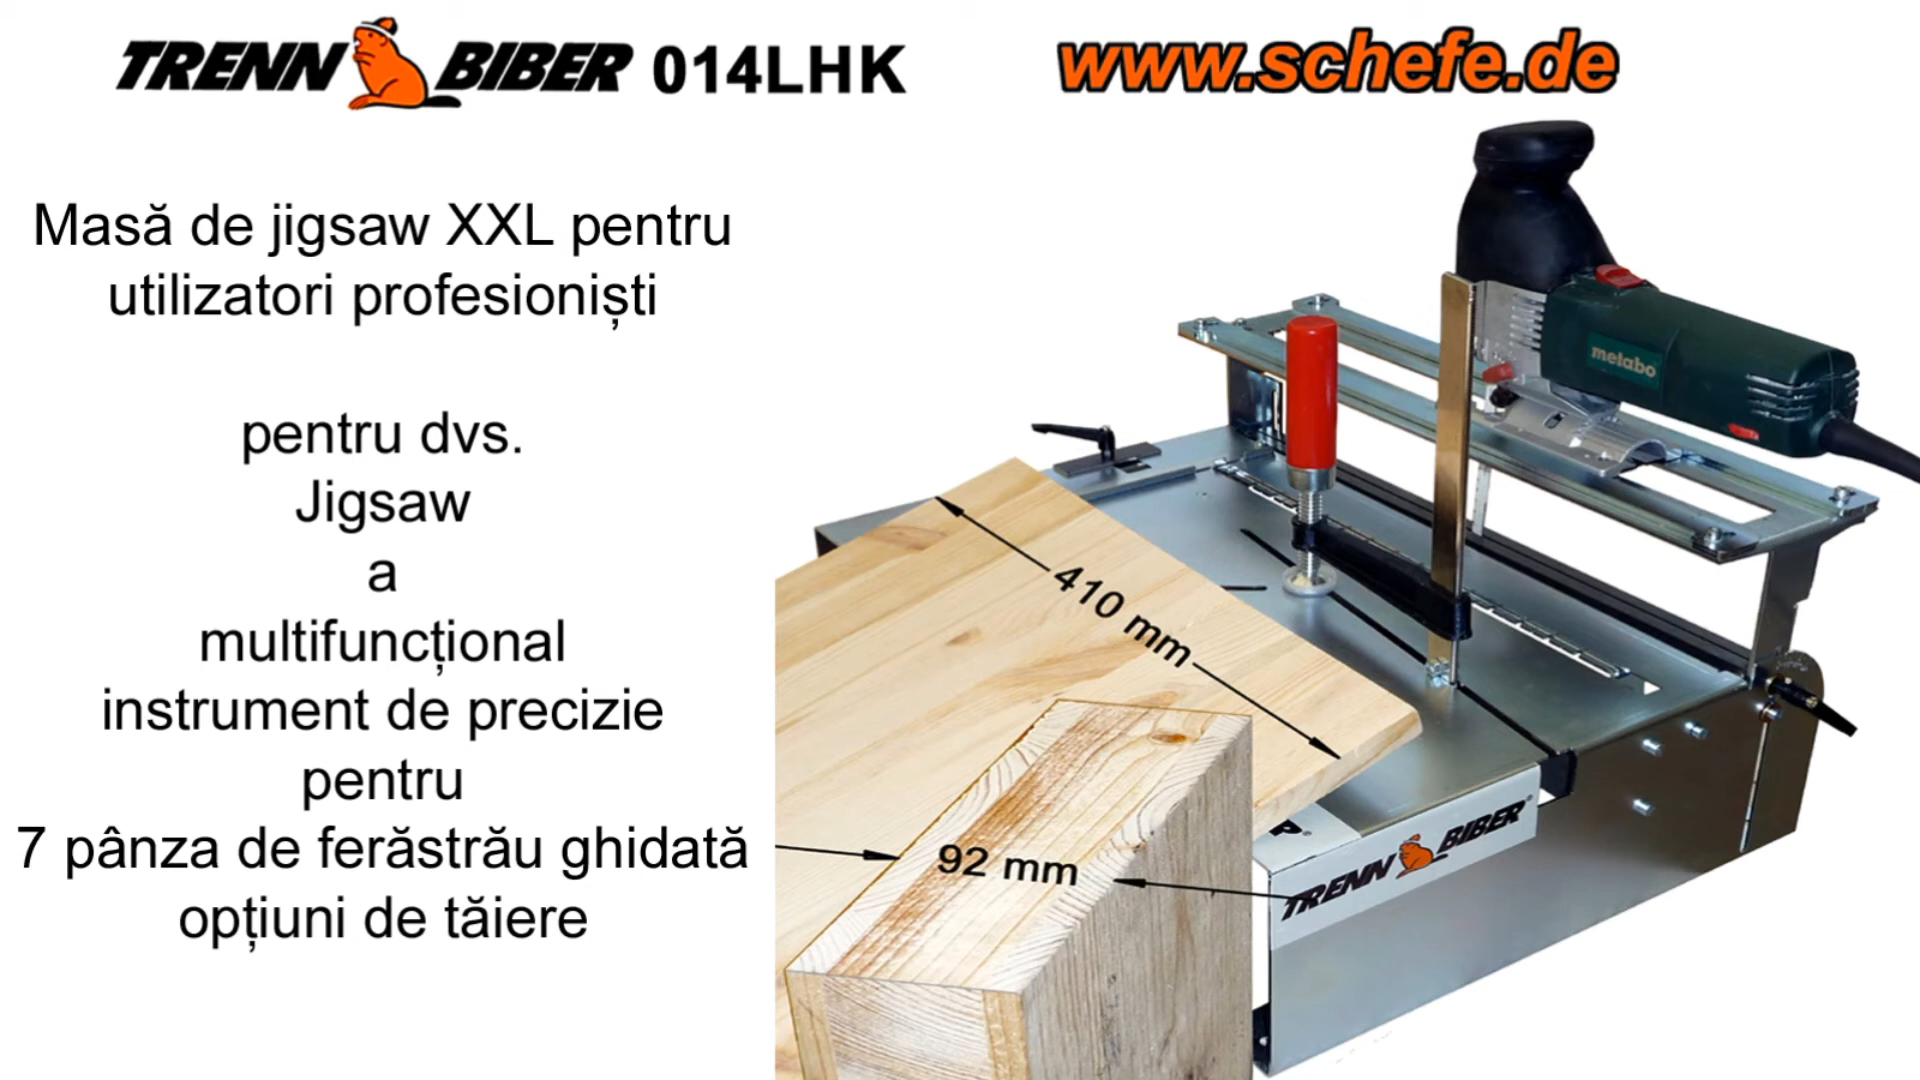 TRENN BIBER 014LHK
www.schefe.de
Masă de jigsaw XXL pentru
utilizatori profesioniști
pentru dvs.
Jigsaw
a
multifuncțional
instrument de precizie
pentru
7 pânza de ferăstrău ghidată
opțiuni de tăiere
metabo
410 mm
92 mm
TRENN BIBER®